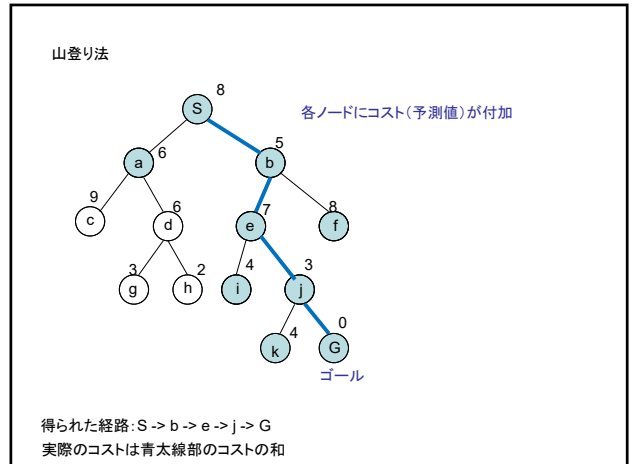 山登り法
8
S
各ノードにコスト(予測値)が付加
a 6
5
b
9
c
6
d
7
e
8
f
3
g
2
h
4
i
3
j
4
k
0
G
ゴール
得られた経路:S -> b -> e -> j -> G
実際のコストは青太線部のコストの和